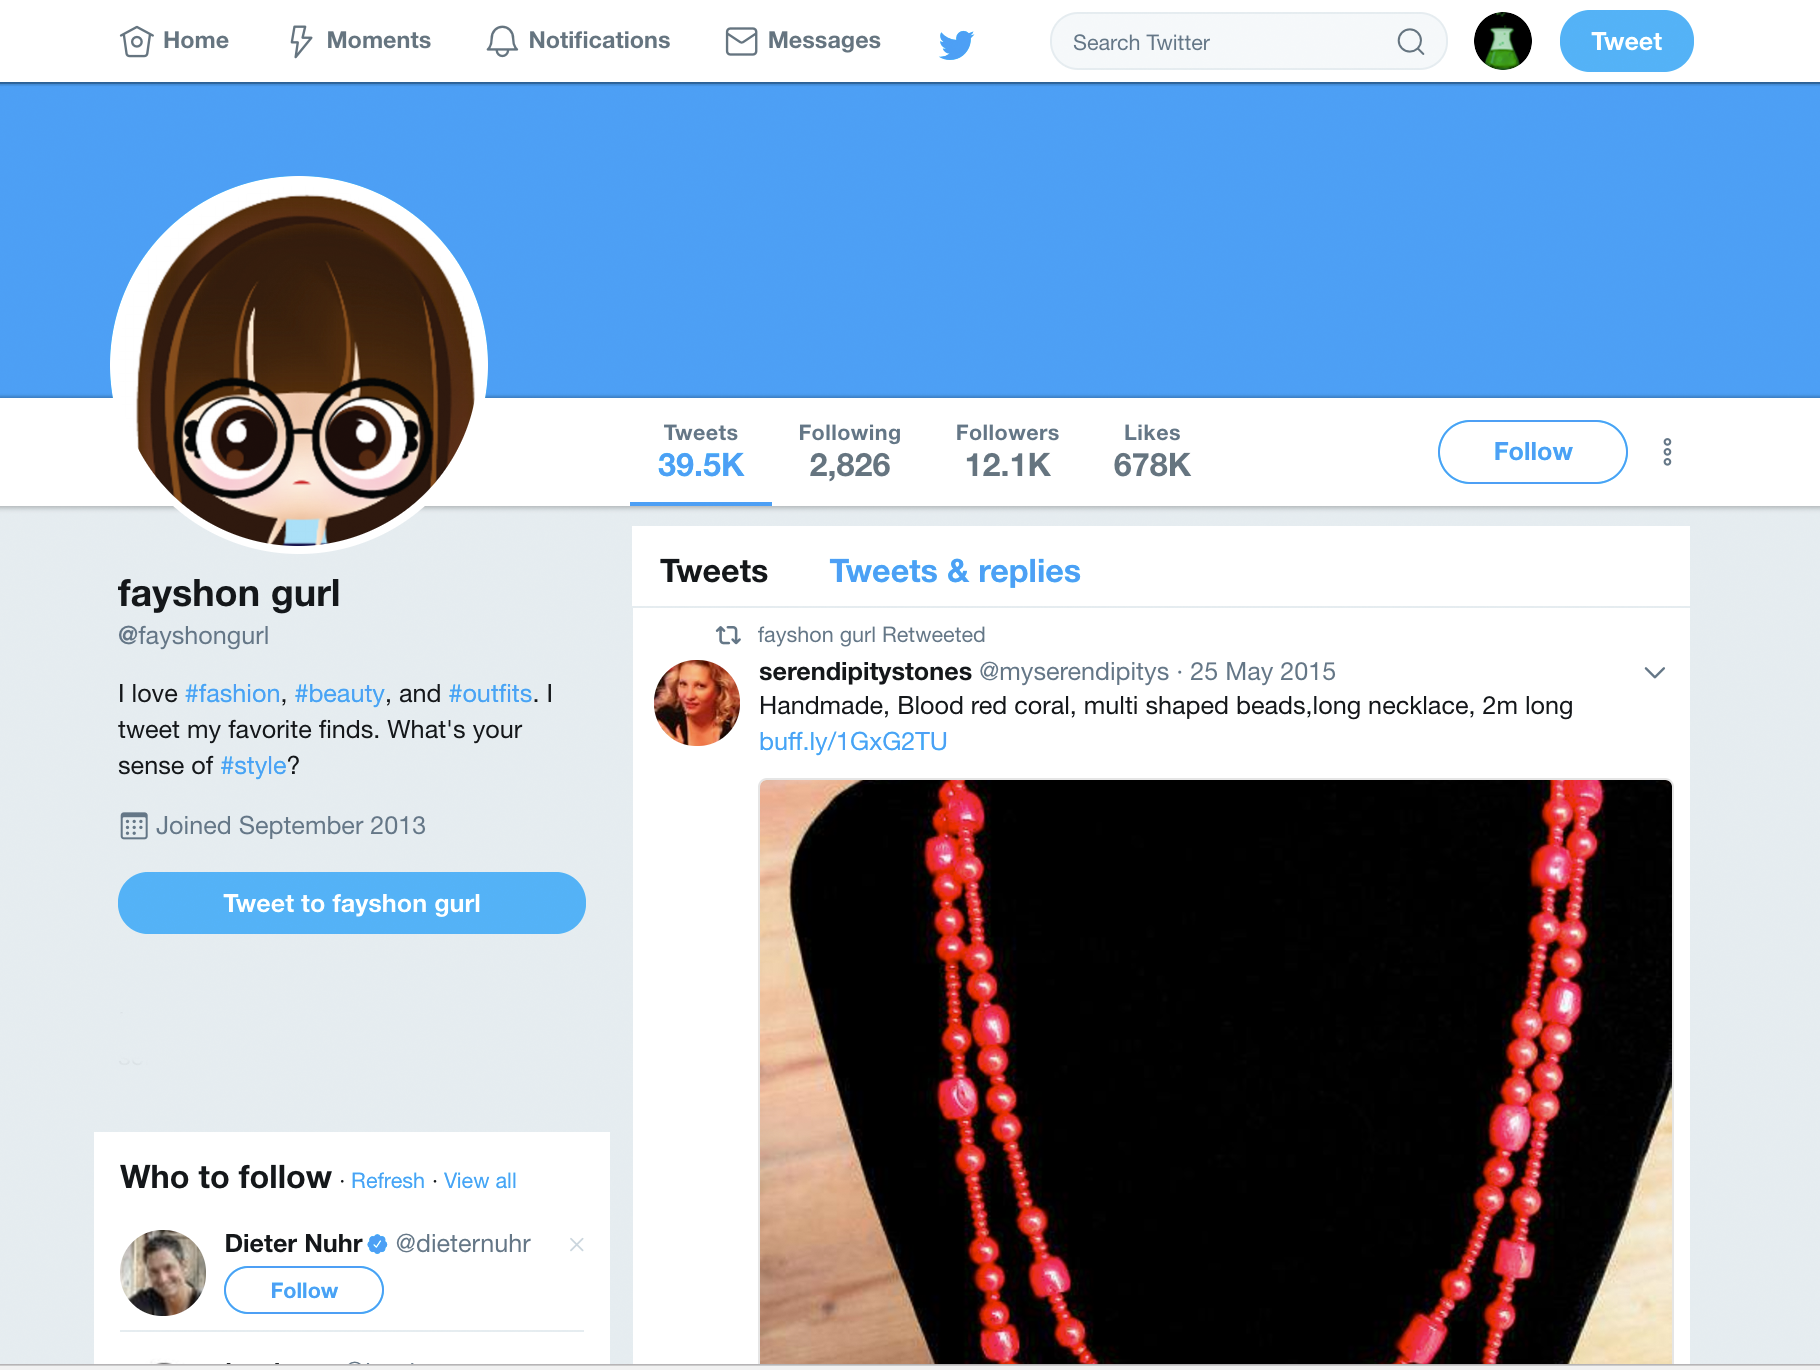 Home
Moments
Notifications
Messages
Search Twitter
Tweet
Tweets
39.5K
Following
2,826
Followers
12.1K
Likes
678K
Follow
fayshon gurl
@fayshongurl
I love #fashion, #beauty, and #outfits. I
tweet my favorite finds. What's your
sense of #style?
Joined September 2013
Tweet to fayshon gurl
Who to follow · Refresh · View all
Dieter Nuhr @dieternuhr
Follow
Tweets
Tweets & replies
fayshon gurl Retweeted
serendipitystones @myserendipitys · 25 May 2015
Handmade, Blood red coral, multi shaped beads,long necklace, 2m long
buff.ly/1GxG2TU